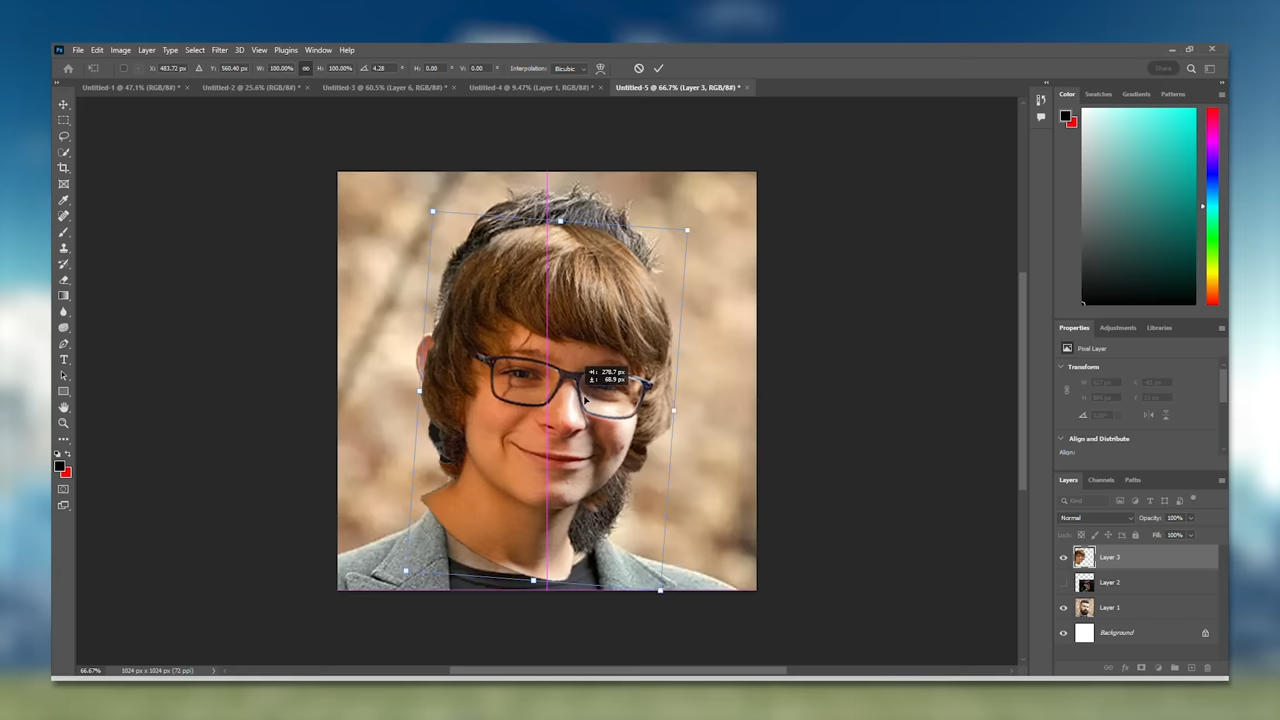 Ps File Edit Image Layer Type Select Filter 3D View Plugins Window Help
X: 483.72 px Y: 560.40 px W: 100.00% H: 100.00% 4.28 ° H: 0.00 ° V: 0.00 ° Interpolation: Bicubic Share
Untitled-1 @ 47.1% (RGB/8#) * × Untitled-2 @ 25.6% (RGB/8#) * × Untitled-3 @ 60.5% (Layer 6, RGB/8#) * × Untitled-4 @ 9.47% (Layer 1, RGB/8#) * × Untitled-5 @ 66.7% (Layer 3, RGB/8#) * ×
Color Swatches Gradients Patterns
Properties Adjustments Libraries
Pixel Layer
Transform
H: 278.7 px
68.9 px
Align and Distribute
Align:
Layers Channels Paths
Kind
Normal Opacity: 100%
Lock: Fill: 100%
Layer 3
Layer 2
Layer 1
Background
66.67% 1024 px x 1024 px (72 ppi)